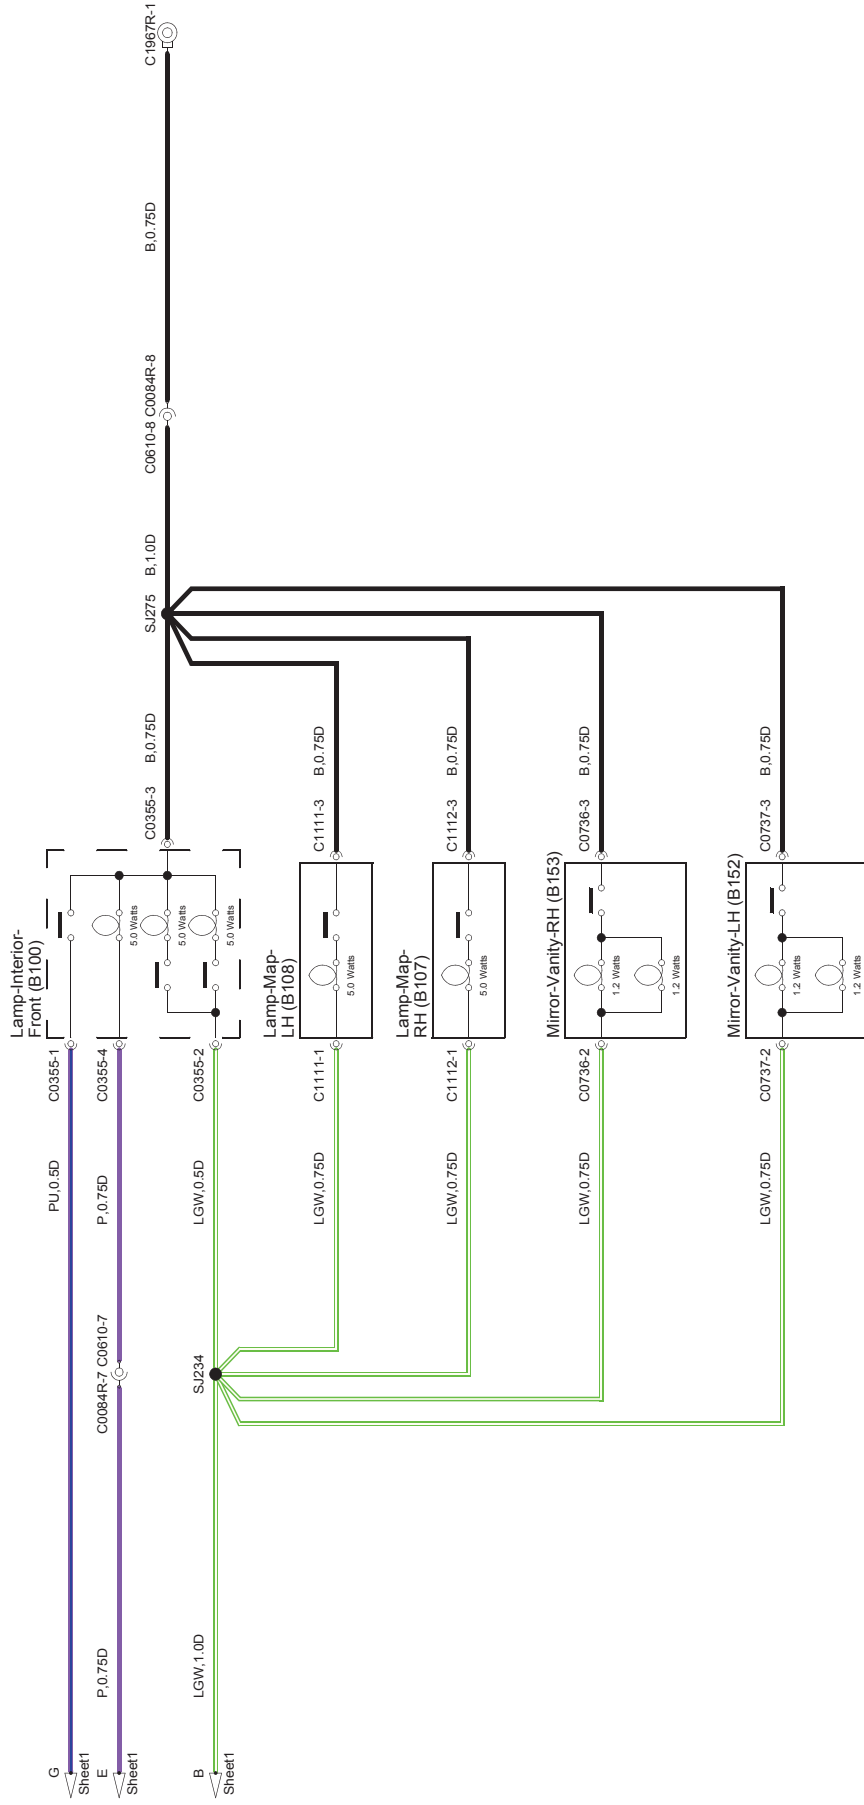 C1967R-1
B,0.75D
C0084R-8
C0610-8
B,1.0D
SJ275
B,0.75D
C0355-3
B,0.75D
C1111-3
B,0.75D
C1112-3
B,0.75D
C0736-3
B,0.75D
C0737-3
Lamp-Interior-
Front (B100)
5.0 Watts
5.0 Watts
5.0 Watts
Lamp-Map-
LH (B108)
5.0 Watts
Lamp-Map-
RH (B107)
5.0 Watts
Mirror-Vanity-RH (B153)
1.2 Watts
1.2 Watts
Mirror-Vanity-LH (B152)
1.2 Watts
1.2 Watts
C0355-1
C0355-4
C0355-2
C1111-1
C1112-1
C0736-2
C0737-2
PU,0.5D
P,0.75D
LGW,0.5D
LGW,0.75D
LGW,0.75D
LGW,0.75D
LGW,0.75D
C0610-7
C0084R-7
SJ234
P,0.75D
LGW,1.0D
G
Sheet1
E
Sheet1
B
Sheet1